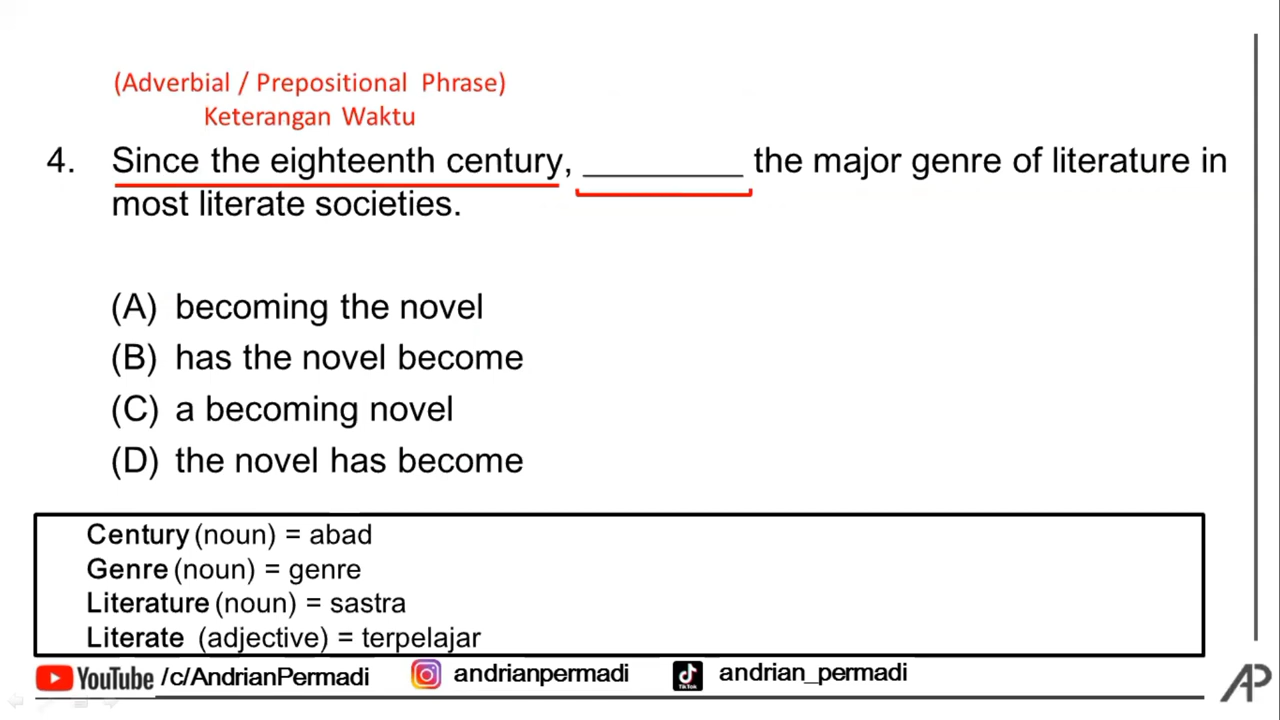 (Adverbial / Prepositional Phrase)
Keterangan Waktu
4. Since the eighteenth century, _________ the major genre of literature in
most literate societies.
(A) becoming the novel
(B) has the novel become
(C) a becoming novel
(D) the novel has become
Century (noun) = abad
Genre (noun) = genre
Literature (noun) = sastra
Literate (adjective) = terpelajar
YouTube /c/AndrianPermadi andrianpermadi TikTok andrian_permadi AP